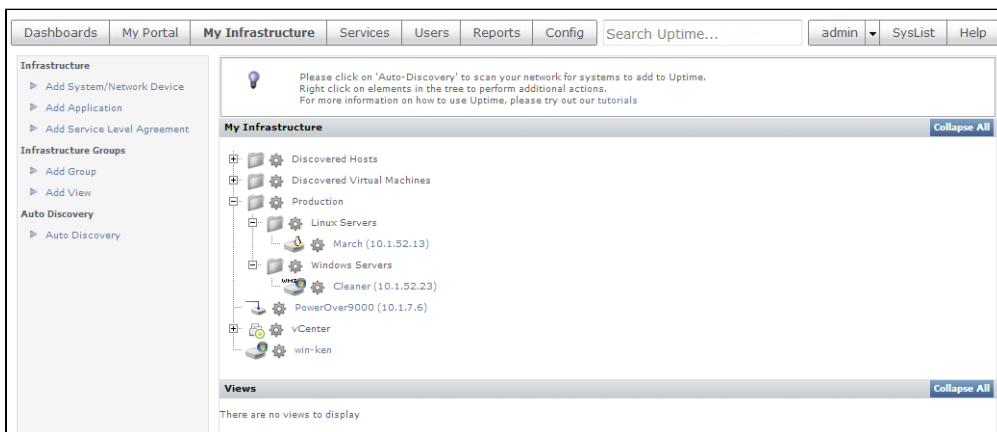 Dashboards My Portal My Infrastructure Services Users Reports Config Search Uptime... admin SysList Help
Infrastructure
Add System/Network Device
Add Application
Add Service Level Agreement
Infrastructure Groups
Add Group
Add View
Auto Discovery
Auto Discovery
Please click on 'Auto-Discovery' to scan your network for systems to add to Uptime.
Right click on elements in the tree to perform additional actions.
For more information on how to use Uptime, please try out our tutorials
My Infrastructure Collapse All
Discovered Hosts
Discovered Virtual Machines
Production
Linux Servers
March (10.1.52.13)
Windows Servers
WMI Cleaner (10.1.52.23)
PowerOver9000 (10.1.7.6)
vCenter
win-ken
Views Collapse All
There are no views to display